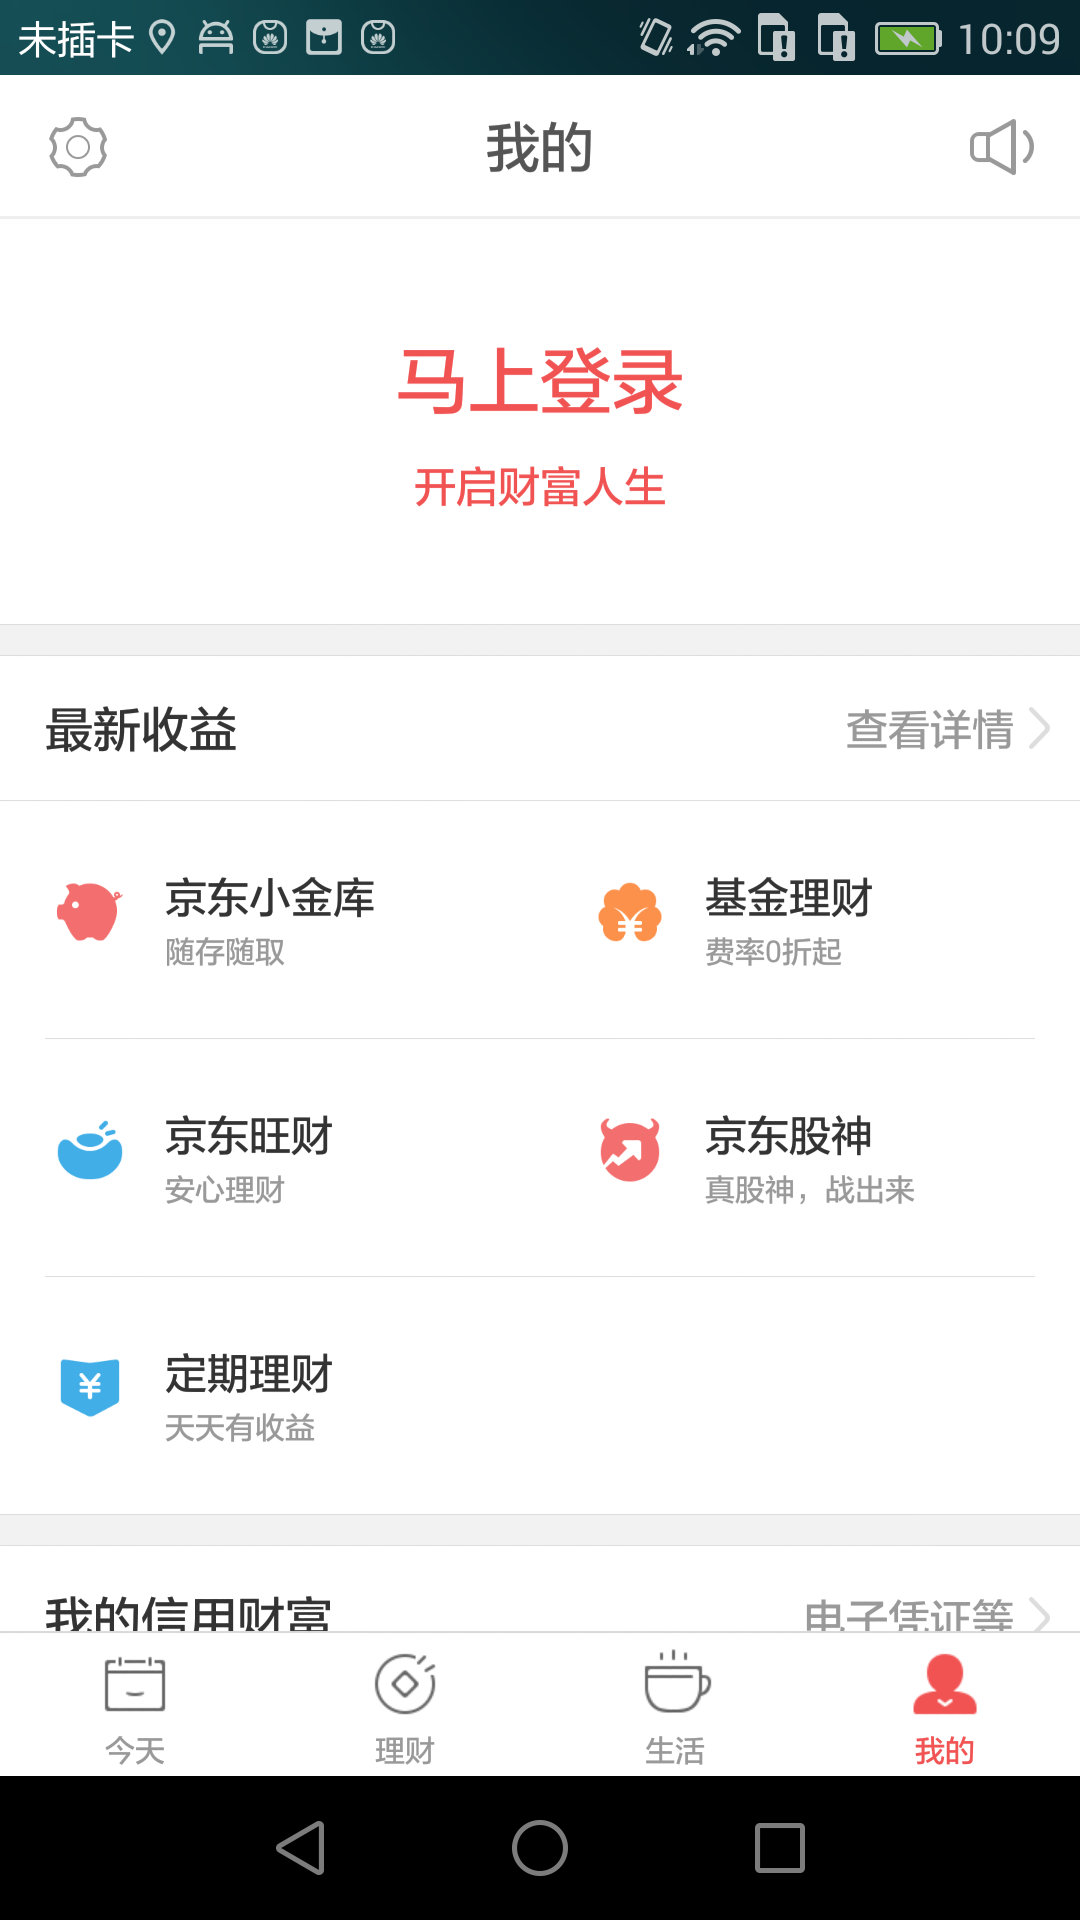 未插卡 10:09
我的
马上登录
开启财富人生
最新收益 查看详情
京东小金库 基金理财
随存随取 费率0折起
京东旺财 京东股神
安心理财 真股神，战出来
定期理财
天天有收益
我的信用财富 电子凭证等
今天 理财 生活 我的